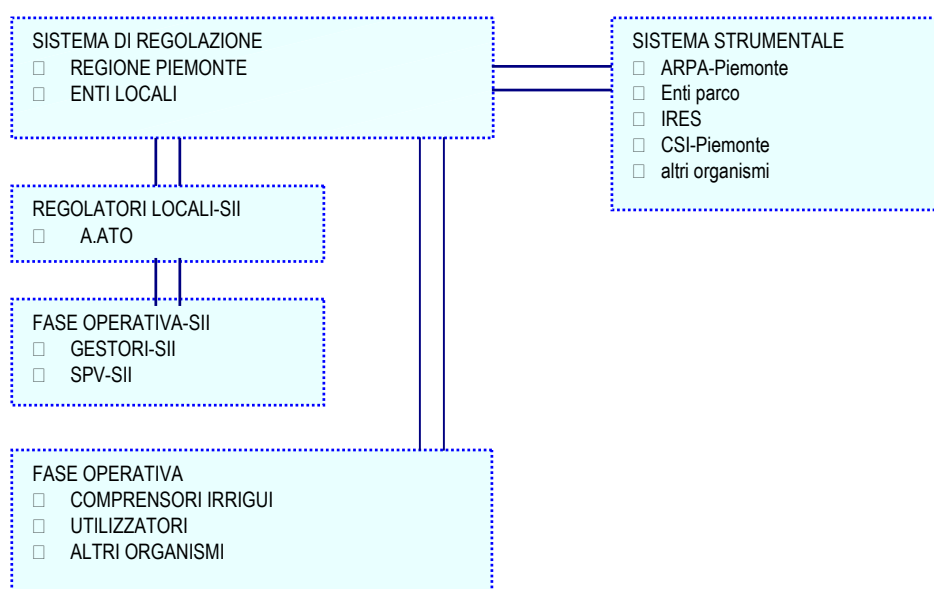 SISTEMA DI REGOLAZIONE
□ REGIONE PIEMONTE
□ ENTI LOCALI
SISTEMA STRUMENTALE
□ ARPA-Piemonte
□ Enti parco
□ IRES
□ CSI-Piemonte
□ altri organismi
REGOLATORI LOCALI-SII
□ A.ATO
FASE OPERATIVA-SII
□ GESTORI-SII
□ SPV-SII
FASE OPERATIVA
□ COMPRENSORI IRRIGUI
□ UTILIZZATORI
□ ALTRI ORGANISMI